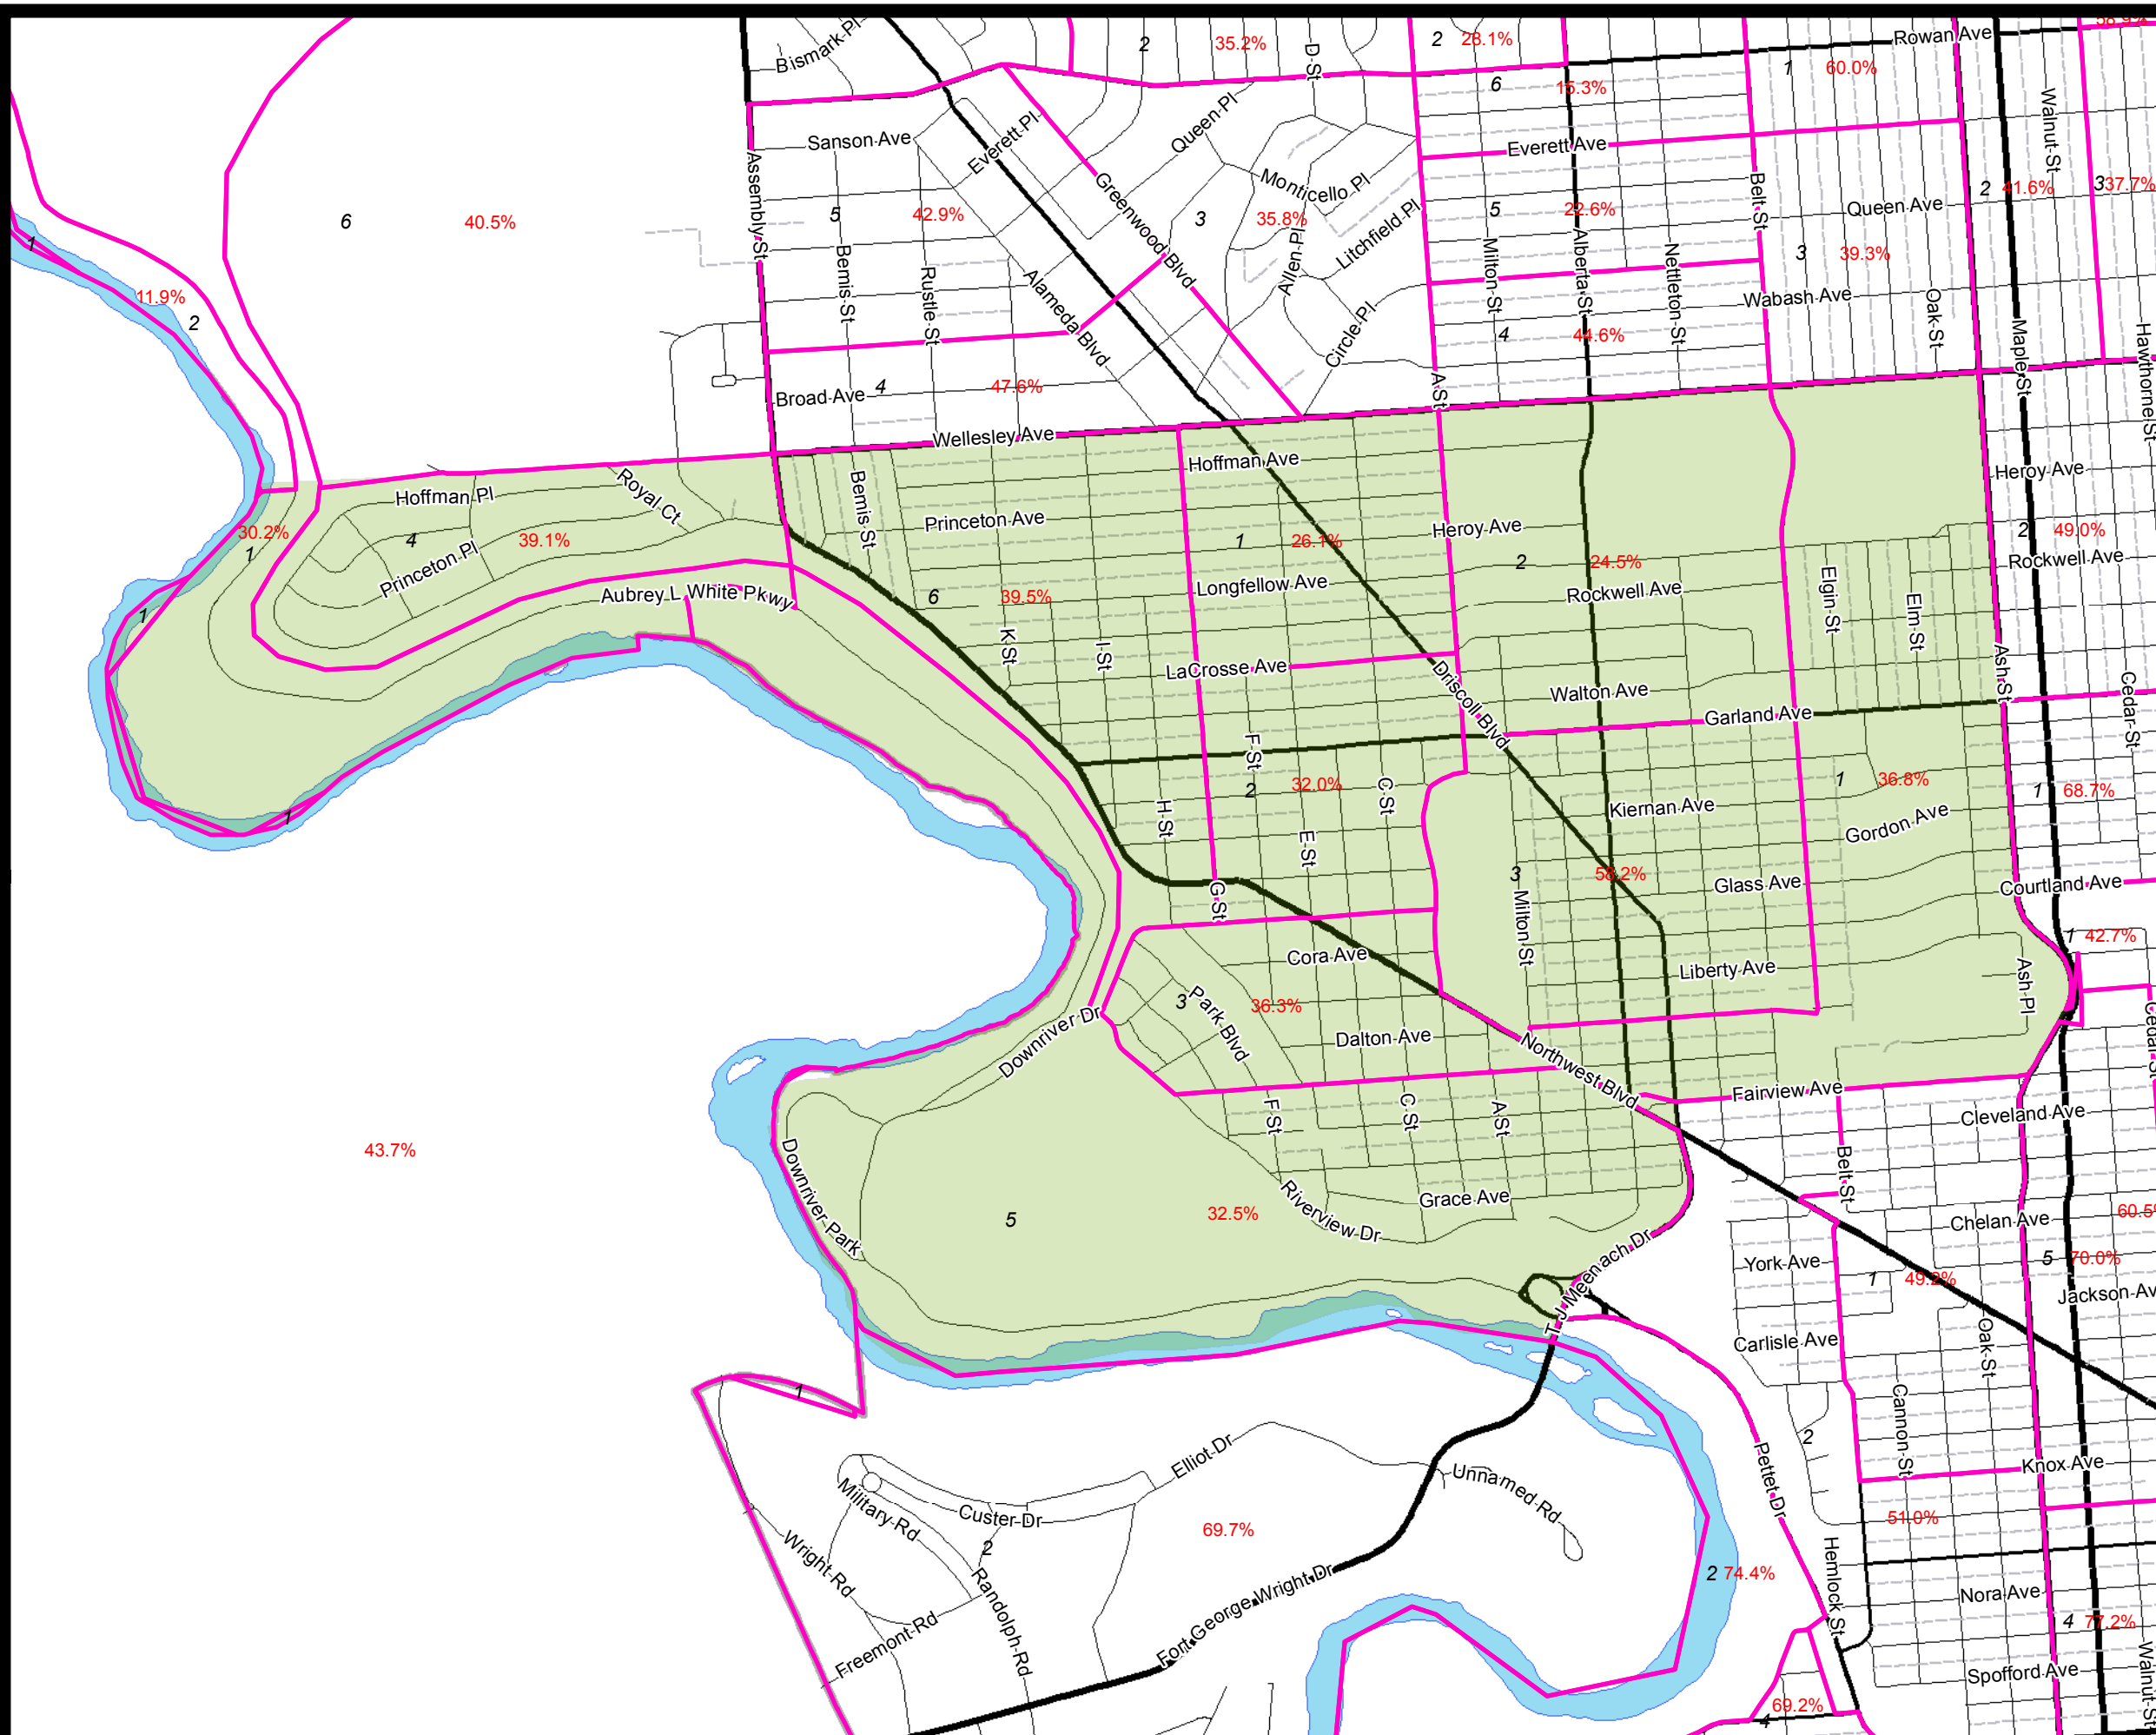 58.9%
Bismark Pl
2
35.2%
D St
2
28.1%
Rowan Ave
6
15.3%
1
60.0%
Walnut St
Sanson Ave
Everett Pl
Queen Pl
Everett Ave
Assembly St
Greenwood Blvd
Monticello Pl
Belt St
2
41.6%
3
37.7%
6
40.5%
5
42.9%
3
35.8%
Litchfield Pl
5
22.6%
Queen Ave
1
Bemis St
Rustle St
Alameda Blvd
Allen Pl
Milton St
Alberta St
Nettleton St
3
39.3%
11.9%
2
Wabash Ave
Oak St
Circle Pl
4
44.6%
Maple St
Hawthorne St
Broad Ave
4
47.6%
A St
Wellesley Ave
Hoffman Ave
Hoffman Pl
Royal Ct
Bemis St
Heroy Ave
Princeton Ave
Heroy Ave
30.2%
1
4
39.1%
1
26.1%
2
24.5%
2
49.0%
Rockwell Ave
Princeton Pl
Longfellow Ave
Rockwell Ave
Elgin St
Elm St
1
Aubrey L White Pkwy
6
39.5%
K St
I St
LaCrosse Ave
Driscoll Blvd
Walton Ave
Ash St
Cedar St
Garland Ave
F St
2
32.0%
C St
1
36.8%
1
68.7%
1
H St
E St
Kiernan Ave
Gordon Ave
3
58.2%
Glass Ave
Courtland Ave
G St
Milton St
1
42.7%
Cora Ave
Liberty Ave
Ash Pl
3
Park Blvd
36.3%
Downriver Dr
Dalton Ave
Northwest Blvd
Cedar St
Fairview Ave
F St
C St
A St
Cleveland Ave
43.7%
Downriver Park
Belt St
5
32.5%
Riverview Dr
Grace Ave
Chelan Ave
60.5%
T J Meenach Dr
York Ave
1
49.2%
5
70.0%
Jackson Av
Carlisle Ave
Oak St
1
Cannon St
2
Elliot Dr
Unnamed Rd
Pettet Dr
Knox Ave
Military Rd
Custer Dr
69.7%
51.0%
Wright Rd
2
Randolph Rd
Fort George Wright Dr
2
74.4%
Hemlock St
Nora Ave
Freemont Rd
4
77.2%
Spofford Ave
Walnut St
69.2%
4